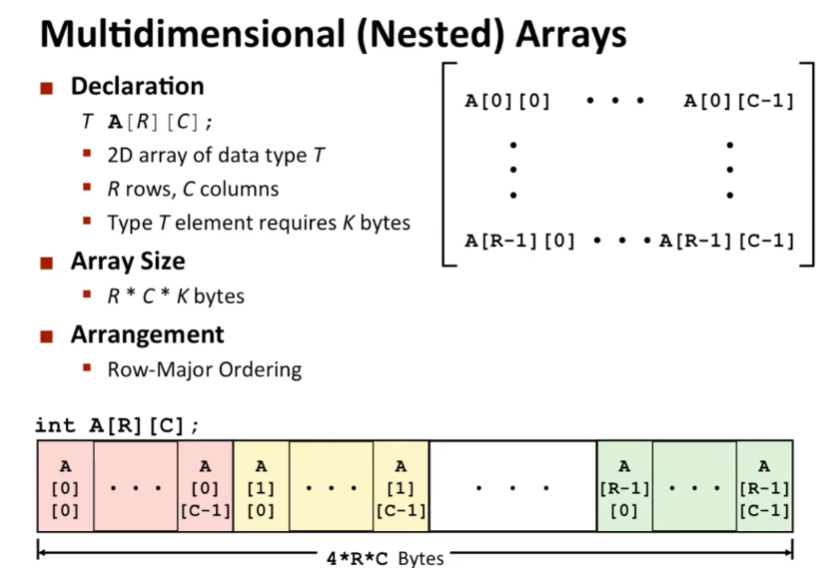 Multidimensional (Nested) Arrays
■ Declaration
T A[R][C];
▪ 2D array of data type T
▪ R rows, C columns
▪ Type T element requires K bytes
■ Array Size
▪ R * C * K bytes
■ Arrangement
▪ Row-Major Ordering
A[0][0] • • • A[0][C-1]
• •
• •
• •
A[R-1][0] • • • A[R-1][C-1]
int A[R][C];
A A A A A A
[0] • • • [0] [1] • • • [1] • • • [R-1] • • • [R-1]
[0] [C-1] [0] [C-1] [0] [C-1]
4*R*C Bytes